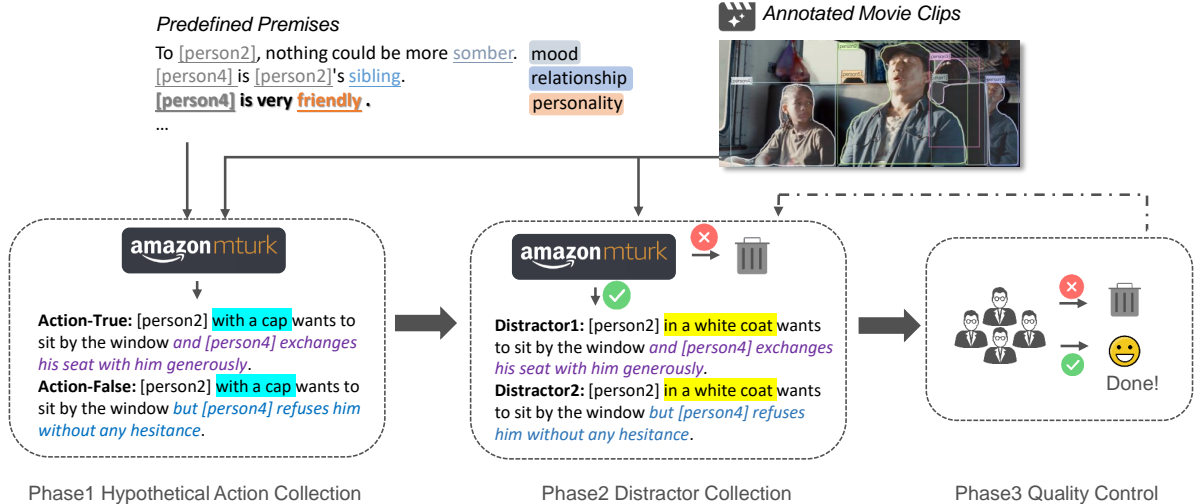 Predefined Premises
To [person2], nothing could be more somber.
[person4] is [person2]'s sibling.
[person4] is very friendly .
...
mood
relationship
personality
Annotated Movie Clips
amazonmturk
Action-True: [person2] with a cap wants to
sit by the window and [person4] exchanges
his seat with him generously.
Action-False: [person2] with a cap wants to
sit by the window but [person4] refuses him
without any hesitance.
Phase1 Hypothetical Action Collection
amazonmturk
Distractor1: [person2] in a white coat wants
to sit by the window and [person4] exchanges
his seat with him generously.
Distractor2: [person2] in a white coat wants
to sit by the window but [person4] refuses
him without any hesitance.
Phase2 Distractor Collection
Done!
Phase3 Quality Control